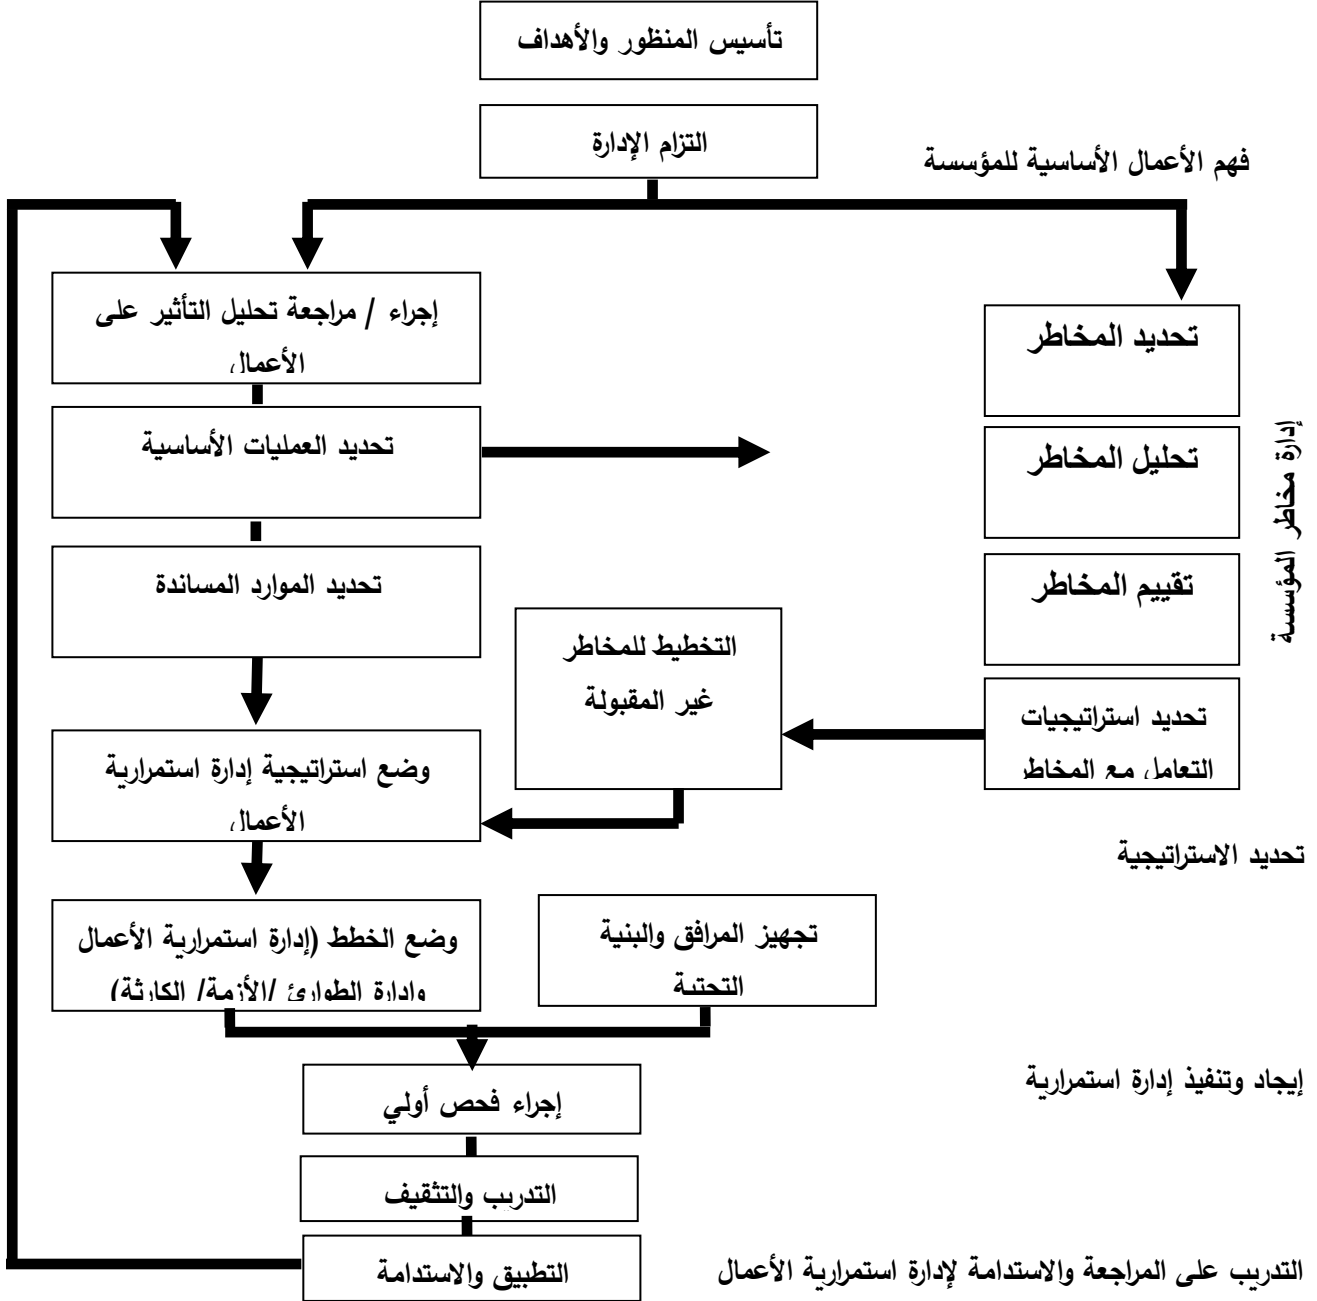 تأسيس المنظور والأهداف
التزام الإدارة
فهم الأعمال الأساسية للمؤسسة
إجراء / مراجعة تحليل التأثير على
الأعمال
تحديد المخاطر
تحديد العمليات الأساسية
تحليل المخاطر
إدارة مخاطر المؤسسة
تحديد الموارد المساندة
تقييم المخاطر
التخطيط للمخاطر
غير المقبولة
تحديد استراتيجيات
التعامل مع المخاطر
وضع استراتيجية إدارة استمرارية
الأعمال
تحديد الاستراتيجية
وضع الخطط (إدارة استمرارية الأعمال
وادارة الطوارئ /الأزمة/ الكارثة)
تجهيز المرافق والبنية
التحتية
إجراء فحص أولي
إيجاد وتنفيذ إدارة استمرارية
التدريب والتثقيف
التطبيق والاستدامة
التدريب على المراجعة والاستدامة لإدارة استمرارية الأعمال